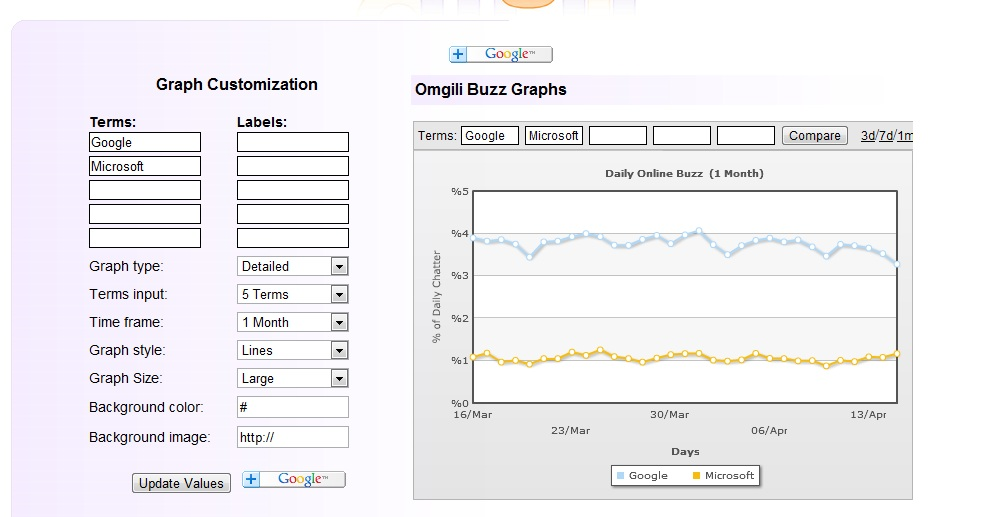 Google™
Graph Customization
Omgili Buzz Graphs
Terms: Labels:
Google
Microsoft
Graph type: Detailed
Terms input: 5 Terms
Time frame: 1 Month
Graph style: Lines
Graph Size: Large
Background color: #
Background image: http://
Update Values
Google™
Terms: Google Microsoft Compare 3d/7d/1m
Daily Online Buzz (1 Month)
% of Daily Chatter
%5
%4
%3
%2
%1
%0
16/Mar 30/Mar 13/Apr
23/Mar 06/Apr
Days
Google Microsoft